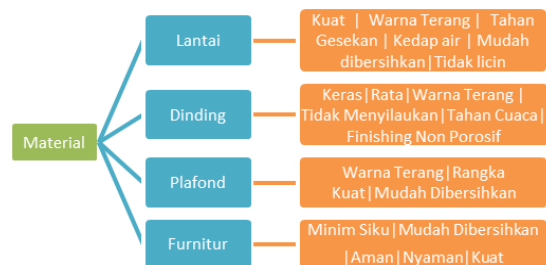 Material
Lantai
Kuat | Warna Terang | Tahan
Gesekan | Kedap air | Mudah
dibersihkan|Tidak licin
Dinding
Keras|Rata|Warna Terang |
Tidak Menyilaukan|Tahan Cuaca|
Finishing Non Porosif
Plafond
Warna Terang|Rangka
Kuat|Mudah Dibersihkan
Furnitur
Minim Siku|Mudah Dibersihkan
|Aman|Nyaman|Kuat